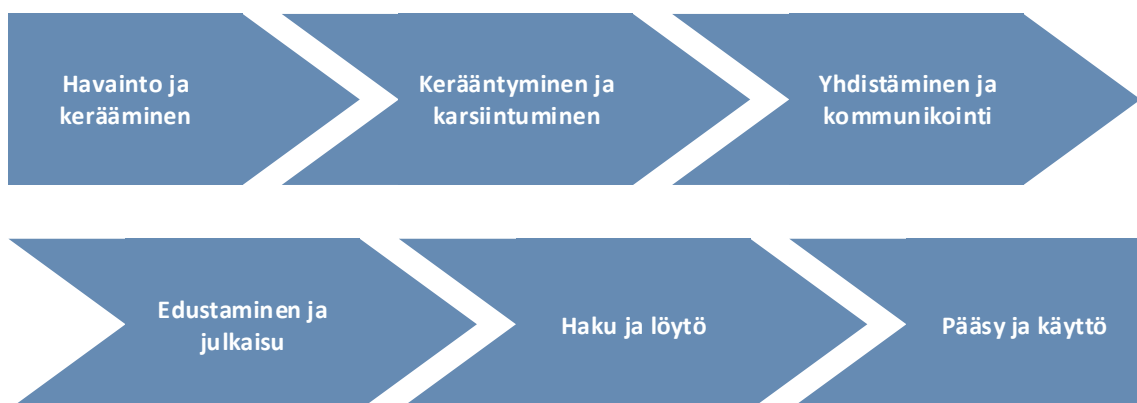 Havainto ja
kerääminen
Kerääntyminen ja
karsiintuminen
Yhdistäminen ja
kommunikointi
Edustaminen ja
julkaisu
Haku ja löytö
Pääsy ja käyttö